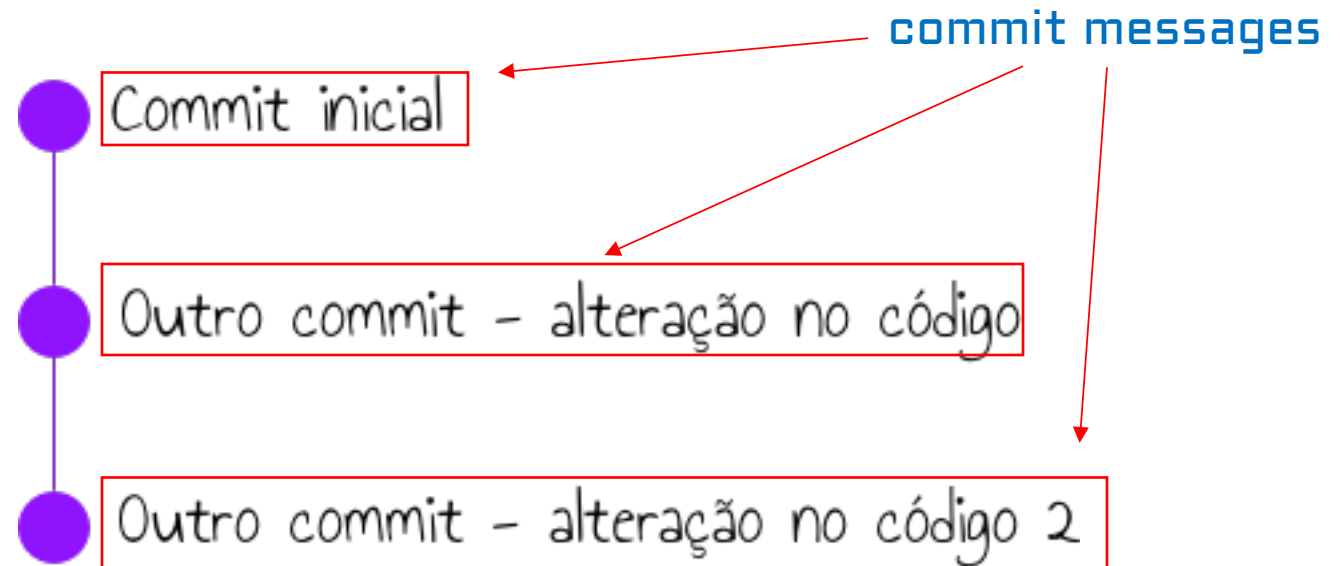 commit messages
Commit inicial
Outro commit - alteração no código
Outro commit - alteração no código 2